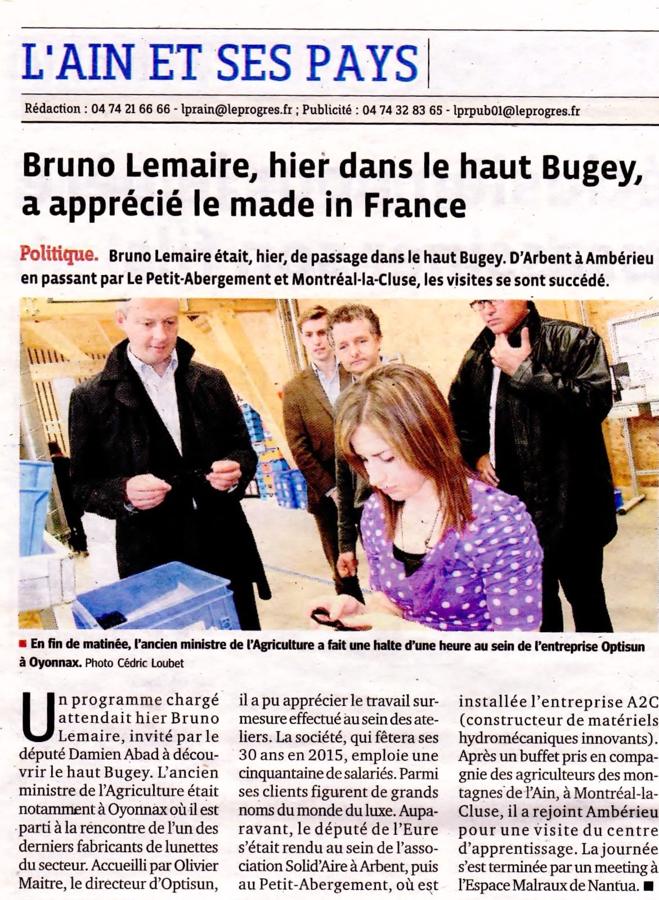 L'AIN ET SES PAYS
Rédaction : 04 74 21 66 66 - lprain@leprogres.fr ; Publicité : 04 74 32 83 65 - lprpub01@leprogres.fr
Bruno Lemaire, hier dans le haut Bugey,
a apprécié le made in France
Politique. Bruno Lemaire était, hier, de passage dans le haut Bugey. D'Arbent à Ambérieu
en passant par Le Petit-Abergement et Montréal-la-Cluse, les visites se sont succédé.
■ En fin de matinée, l'ancien ministre de l'Agriculture a fait une halte d'une heure au sein de l'entreprise Optisun
à Oyonnax. Photo Cédric Loubet
Un programme chargé
attendait hier Bruno
Lemaire, invité par le
député Damien Abad à décou-
vrir le haut Bugey. L'ancien
ministre de l'Agriculture était
notamment à Oyonnax où il est
parti à la rencontre de l'un des
derniers fabricants de lunettes
du secteur. Accueilli par Olivier
Maitre, le directeur d'Optisun,
il a pu apprécier le travail sur-
mesure effectué au sein des ate-
liers. La société, qui fêtera ses
30 ans en 2015, emploie une
cinquantaine de salariés. Parmi
ses clients figurent de grands
noms du monde du luxe. Aupa-
ravant, le député de l'Eure
s'était rendu au sein de l'asso-
ciation Solid'Aire à Arbent, puis
au Petit-Abergement, où est
installée l'entreprise A2C
(constructeur de matériels
hydromécaniques innovants).
Après un buffet pris en compa-
gnie des agriculteurs des mon-
tagnes de l'Ain, à Montréal-la-
Cluse, il a rejoint Ambérieu
pour une visite du centre
d'apprentissage. La journée
s'est terminée par un meeting à
l'Espace Malraux de Nantua. ■